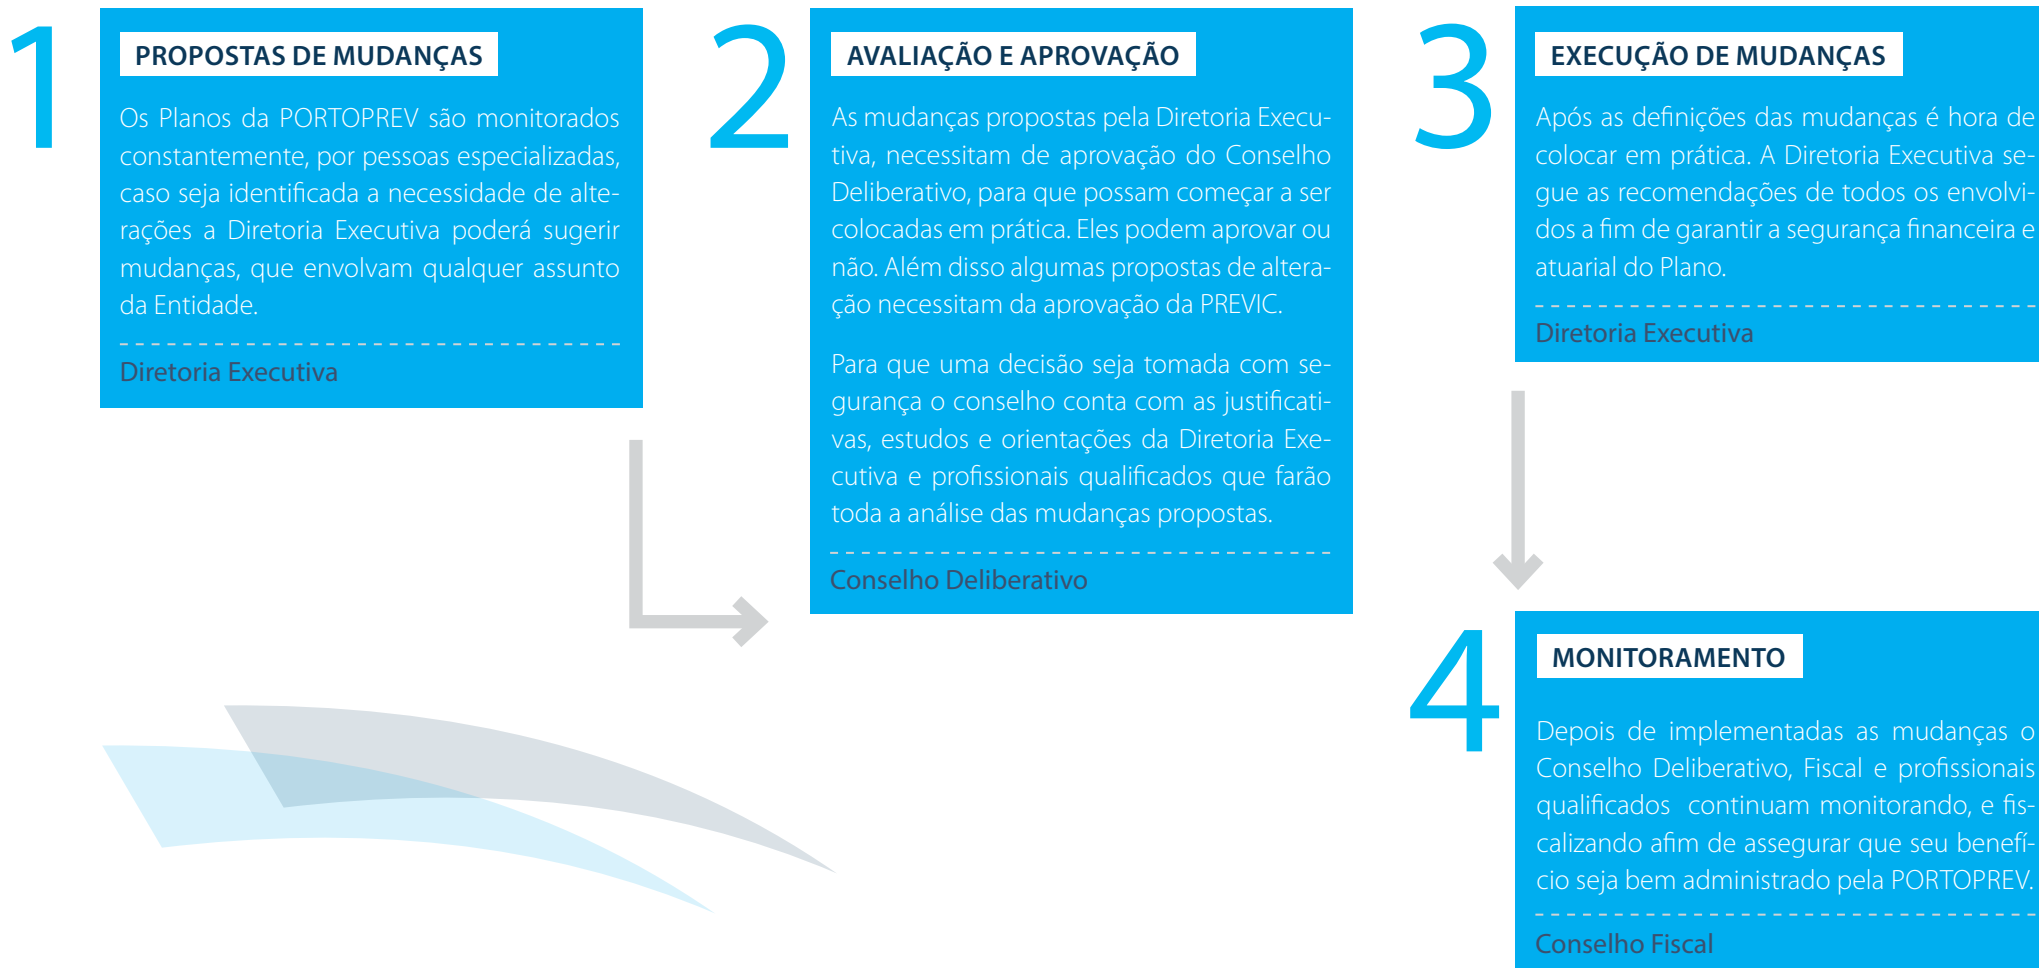 1
PROPOSTAS DE MUDANÇAS
Os Planos da PORTOPREV são monitorados
constantemente, por pessoas especializadas,
caso seja identificada a necessidade de alte-
rações a Diretoria Executiva poderá sugerir
mudanças, que envolvam qualquer assunto
da Entidade.
Diretoria Executiva
2
AVALIAÇÃO E APROVAÇÃO
As mudanças propostas pela Diretoria Execu-
tiva, necessitam de aprovação do Conselho
Deliberativo, para que possam começar a ser
colocadas em prática. Eles podem aprovar ou
não. Além disso algumas propostas de altera-
ção necessitam da aprovação da PREVIC.
Para que uma decisão seja tomada com se-
gurança o conselho conta com as justificati-
vas, estudos e orientações da Diretoria Exe-
cutiva e profissionais qualificados que farão
toda a análise das mudanças propostas.
Conselho Deliberativo
3
EXECUÇÃO DE MUDANÇAS
Após as definições das mudanças é hora de
colocar em prática. A Diretoria Executiva se-
gue as recomendações de todos os envolvi-
dos a fim de garantir a segurança financeira e
atuarial do Plano.
Diretoria Executiva
4
MONITORAMENTO
Depois de implementadas as mudanças o
Conselho Deliberativo, Fiscal e profissionais
qualificados continuam monitorando, e fis-
calizando afim de assegurar que seu benefí-
cio seja bem administrado pela PORTOPREV.
Conselho Fiscal